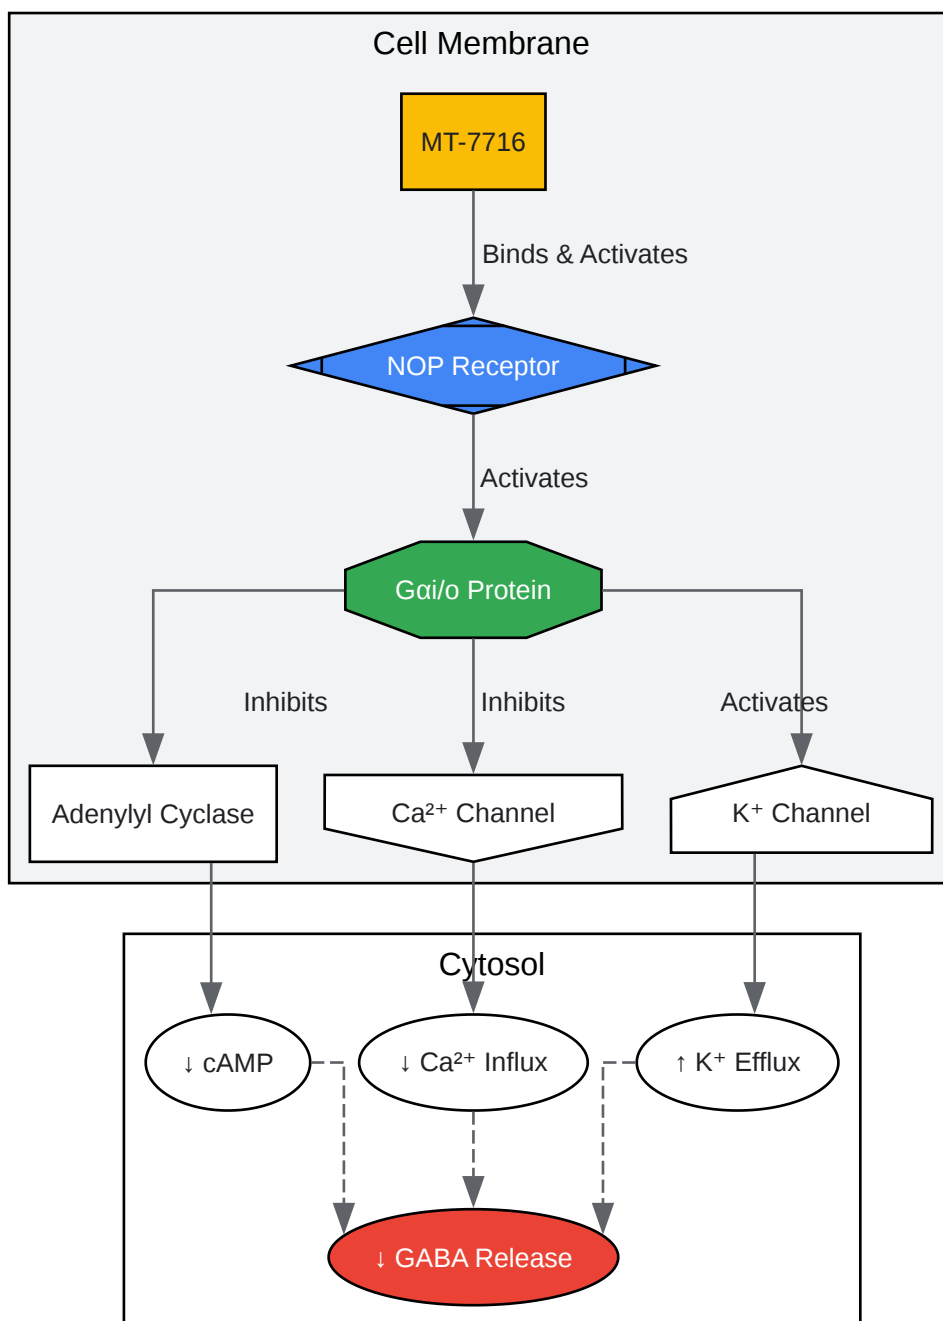 Cell Membrane
MT-7716
Binds & Activates
NOP Receptor
Activates
Gαi/o Protein
Inhibits
Inhibits
Activates
Adenylyl Cyclase
Ca²⁺ Channel
K⁺ Channel
Cytosol
↓ cAMP
↓ Ca²⁺ Influx
↑ K⁺ Efflux
↓ GABA Release